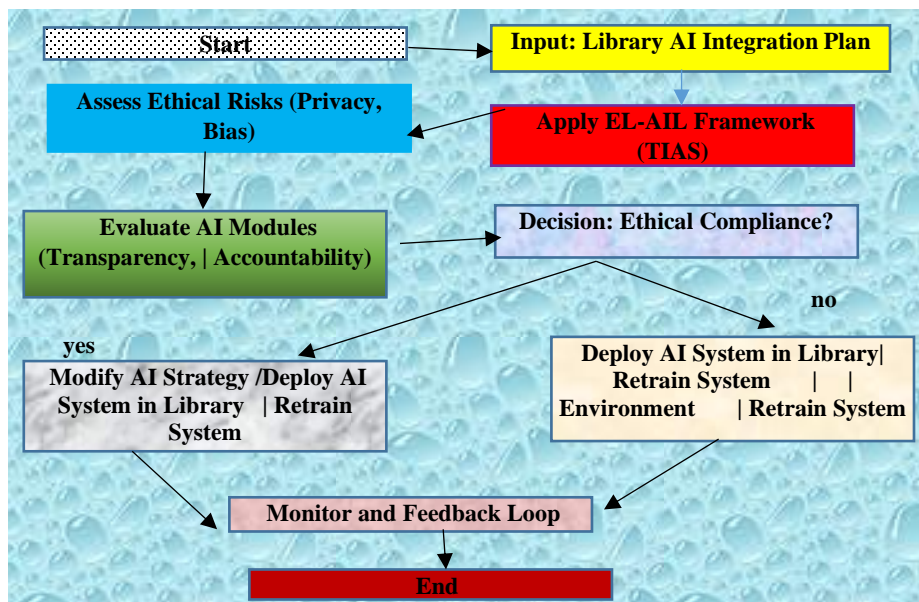 Start
Input: Library AI Integration Plan
Assess Ethical Risks (Privacy,
Bias)
Apply EL-AIL Framework
(TIAS)
Evaluate AI Modules
(Transparency, | Accountability)
Decision: Ethical Compliance?
no
yes
Modify AI Strategy /Deploy AI
System in Library | Retrain
System
Deploy AI System in Library|
Retrain System | |
Environment | Retrain System
Monitor and Feedback Loop
End